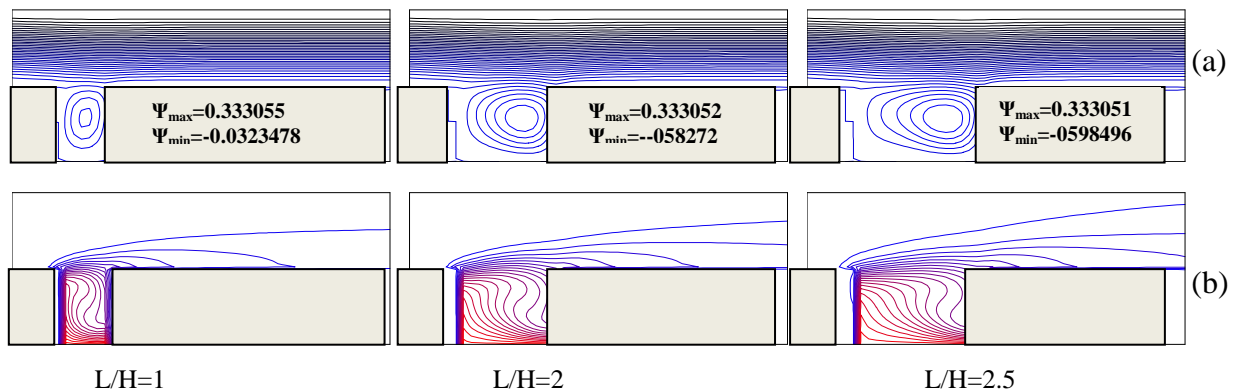 (a)
Ψmax=0.333055
Ψmin=-0.0323478
Ψmax=0.333052
Ψmin=--058272
Ψmax=0.333051
Ψmin=-0598496
(b)
L/H=1
L/H=2
L/H=2.5